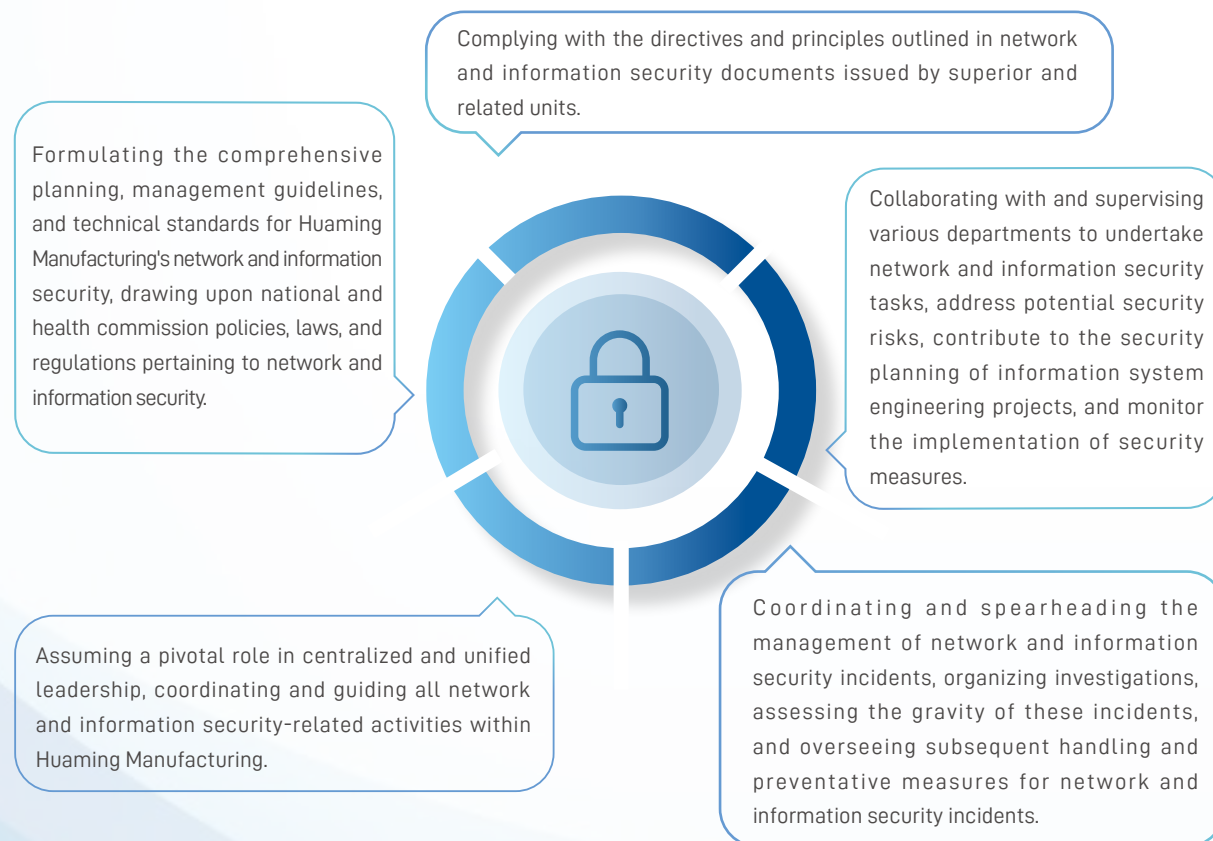 Complying with the directives and principles outlined in network
and information security documents issued by superior and
related units.
Formulating the comprehensive
planning, management guidelines,
and technical standards for Huaming
Manufacturing's network and information
security, drawing upon national and
health commission policies, laws, and
regulations pertaining to network and
information security.
Collaborating with and supervising
various departments to undertake
network and information security
tasks, address potential security
risks, contribute to the security
planning of information system
engineering projects, and monitor
the implementation of security
measures.
Assuming a pivotal role in centralized and unified
leadership, coordinating and guiding all network
and information security-related activities within
Huaming Manufacturing.
Coordinating and spearheading the
management of network and information
security incidents, organizing investigations,
assessing the gravity of these incidents,
and overseeing subsequent handling and
preventative measures for network and
information security incidents.